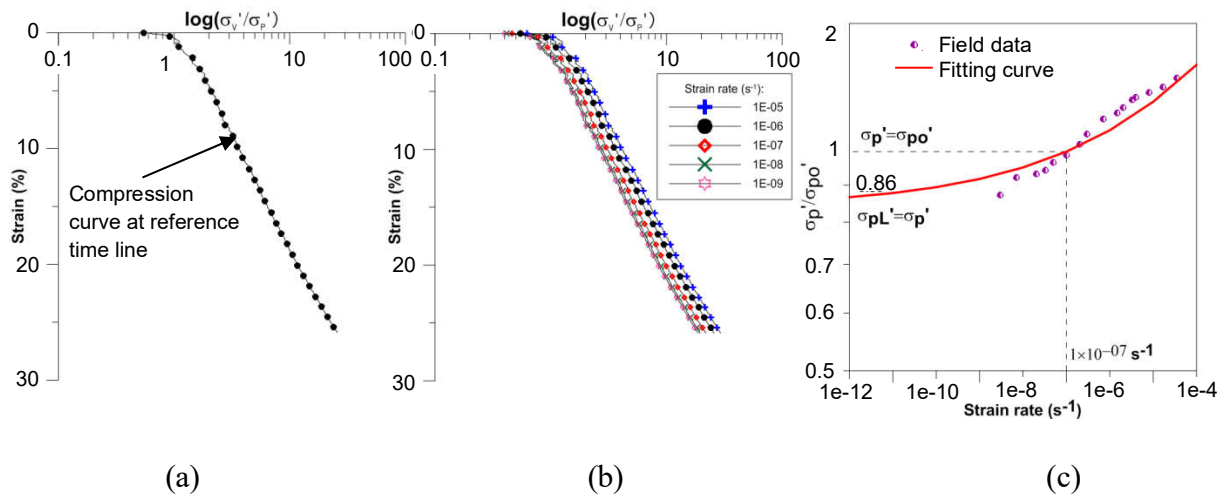 log(σv'/σP')
0
0.1
1
10
100
10
20
30
Strain (%)
Compression
curve at reference
time line
(a)
log(σv'/σP')
0
0.1
10
100
10
20
30
Strain (%)
Strain rate (s-1):
1E-05
1E-06
1E-07
1E-08
1E-09
(b)
2
1
0.7
0.6
0.5
σp'/σpo'
Field data
Fitting curve
σp'=σpo'
0.86
σpL'=σp'
1×10−07 s-1
1e-12
1e-10
1e-8
1e-6
1e-4
Strain rate (s-1)
(c)